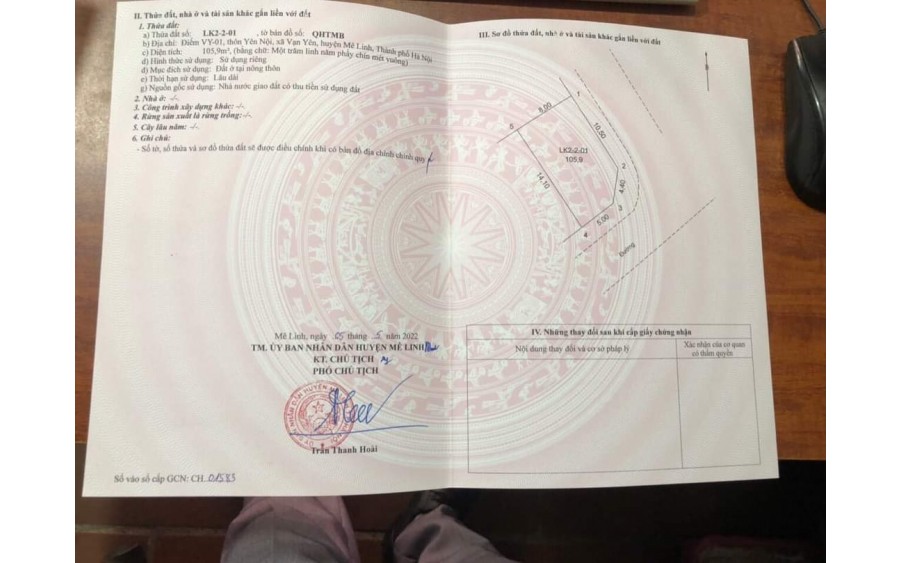 II. Thửa đất, nhà ở và tài sản khác gắn liền với đất
1. Thửa đất:
a) Thửa đất số: LK2-2-01 , tờ bản đồ số: QHTMB
b) Địa chỉ: Điểm VY-01, thôn Yên Nội, xã Vạn Yên, huyện Mê Linh, Thành phố Hà Nội
c) Diện tích: 105,9m², (bằng chữ: Một trăm linh năm phẩy chín mét vuông)
d) Hình thức sử dụng: Sử dụng riêng
đ) Mục đích sử dụng: Đất ở tại nông thôn
e) Thời hạn sử dụng: Lâu dài
g) Nguồn gốc sử dụng: Nhà nước giao đất có thu tiền sử dụng đất
2. Nhà ở: -/-
3. Công trình xây dựng khác: -/-
4. Rừng sản xuất là rừng trồng: -/-
5. Cây lâu năm: -/-
6. Ghi chú:
- Số tờ, số thửa và sơ đồ thửa đất sẽ được điều chỉnh khi có bản đồ địa chính chính quy
Mê Linh, ngày 05 tháng 5 năm 2022
TM. ỦY BAN NHÂN DÂN HUYỆN MÊ LINH
KT. CHỦ TỊCH
PHÓ CHỦ TỊCH
Trần Thanh Hoài
Số vào sổ cấp GCN: CH
III. Sơ đồ thửa đất, nhà ở và tài sản khác gắn liền với đất
1
8,00
5
10,50
LK2-2-01
105,9
2
14,10
4,40
3
5,00
4
Đường
IV. Những thay đổi sau khi cấp giấy chứng nhận
Nội dung thay đổi và cơ sở pháp lý
Xác nhận của cơ quan
có thẩm quyền